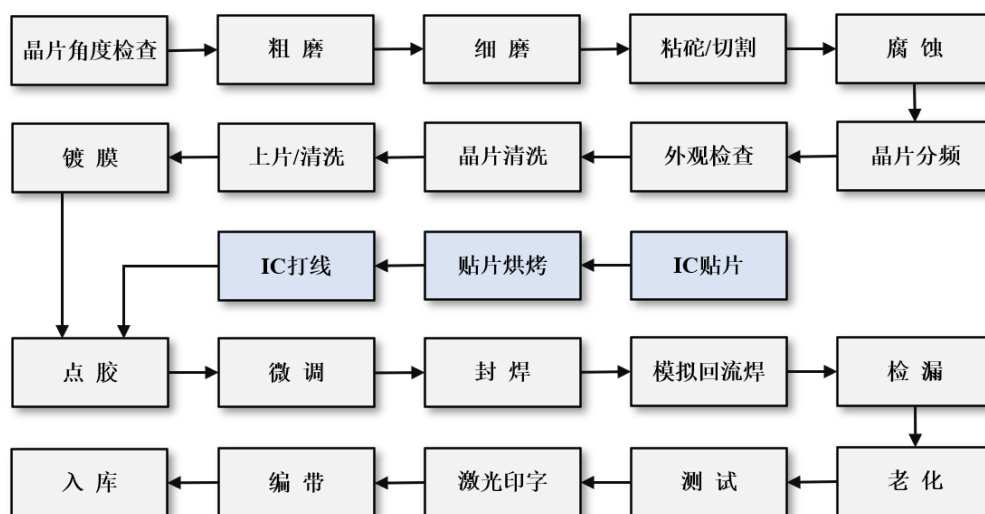 晶片角度检查
粗 磨
细 磨
粘砣/切割
腐 蚀
镀 膜
上片/清洗
晶片清洗
外观检查
晶片分频
IC打线
贴片烘烤
IC贴片
点 胶
微 调
封 焊
模拟回流焊
检 漏
入 库
编 带
激光印字
测 试
老 化